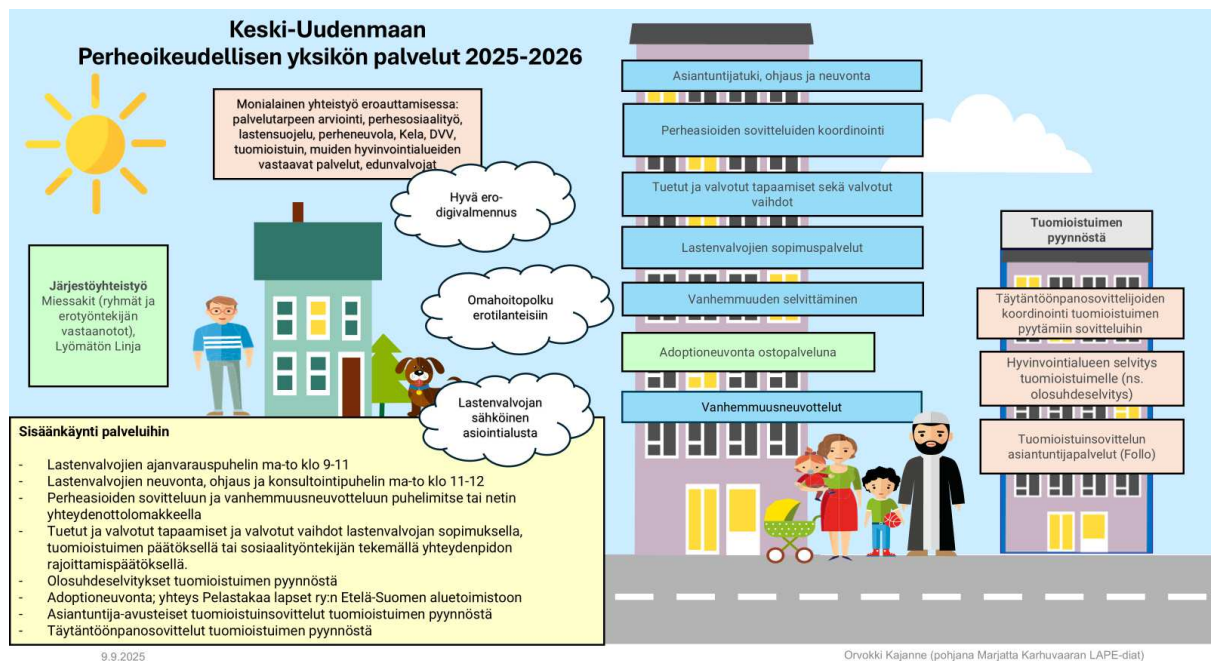 Keski-Uudenmaan
Perheoikeudellisen yksikön palvelut 2025-2026
Monialainen yhteistyö eroauttamisessa:
palvelutarpeen arviointi, perhesosiaalityö,
lastensuojelu, perheneuvola, Kela, DVV,
tuomioistuin, muiden hyvinvointialueiden
vastaavat palvelut, edunvalvojat
Hyvä ero-
digivalmennus
Omahoitopolku
erotilanteisiin
Lastenvalvojan
sähköinen
asiointialusta
Järjestöyhteistyö
Miessakit (ryhmät ja
erotyöntekijän
vastaanotot),
Lyömätön Linja
Sisäänkäynti palveluihin
- Lastenvalvojien ajanvarauspuhelin ma-to klo 9-11
- Lastenvalvojien neuvonta, ohjaus ja konsultointipuhelin ma-to klo 11-12
- Perheasioiden sovitteluun ja vanhemmuusneuvotteluun puhelimitse tai netin
yhteydenottolomakkeella
- Tuetut ja valvotut tapaamiset ja valvotut vaihdot lastenvalvojan sopimuksella,
tuomioistuimen päätöksellä tai sosiaalityöntekijän tekemällä yhteydenpidon
rajoittamispäätöksellä.
- Olosuhdeselvitykset tuomioistuimen pyynnöstä
- Adoptioneuvonta; yhteys Pelastakaa lapset ry:n Etelä-Suomen aluetoimistoon
- Asiantuntija-avusteiset tuomioistuinsovittelut tuomioistuimen pyynnöstä
- Täytäntöönpanosovittelut tuomioistuimen pyynnöstä
Asiantuntijatuki, ohjaus ja neuvonta
Perheasioiden sovitteluiden koordinointi
Tuetut ja valvotut tapaamiset sekä valvotut
vaihdot
Lastenvalvojien sopimuspalvelut
Vanhemmuuden selvittäminen
Adoptioneuvonta ostopalveluna
Vanhemmuusneuvottelut
Tuomioistuimen
pyynnöstä
Täytäntöönpanosovittelijoiden
koordinointi tuomioistuimen
pyytämiin sovitteluihin
Hyvinvointialueen selvitys
tuomioistuimelle (ns.
olosuhdeselvitys)
Tuomioistuinsovittelun
asiantuntijapalvelut (Follo)
9.9.2025
Orvokki Kajanne (pohjana Marjatta Karhuvaaran LAPE-diat)